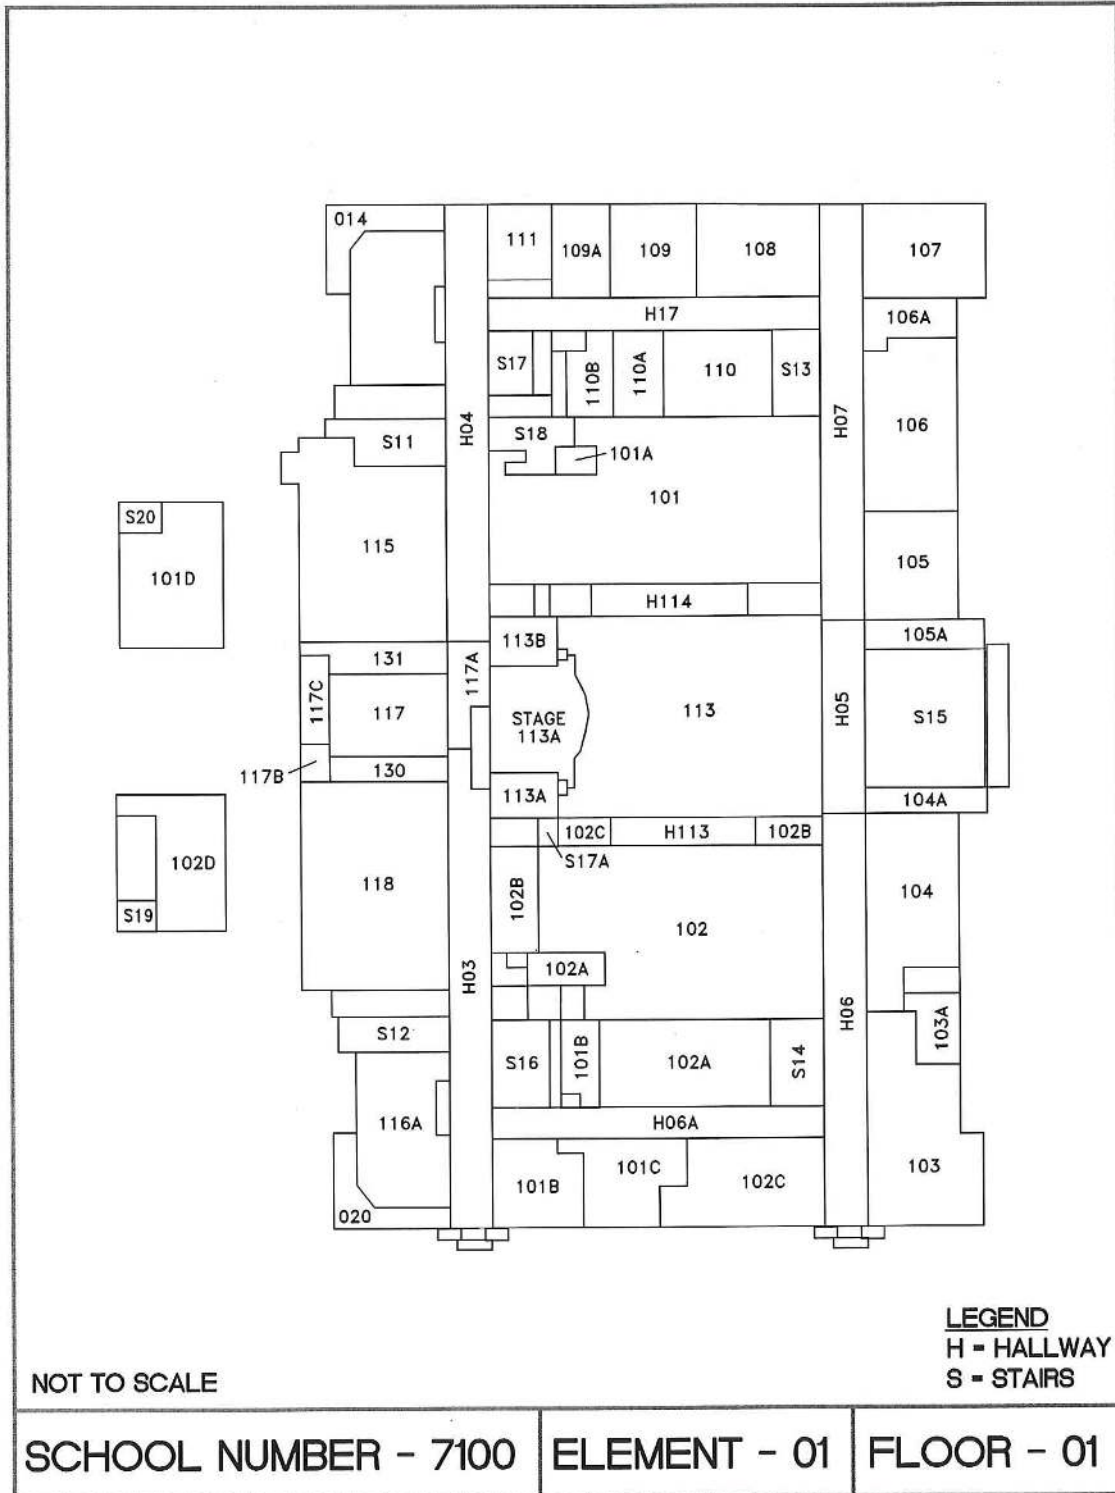 014
111
109A
109
108
107
H17
106A
S17
110B
110A
110
S13
H04
H07
S11
S18
101A
106
101
S20
101D
115
105
H114
113B
105A
131
117A
117C
117
STAGE
113A
113
H05
S15
117B
130
113A
104A
102C
H113
102B
S17A
102D
S19
118
102B
102
104
H03
102A
H06
103A
S12
S16
101B
102A
S14
116A
H06A
101B
101C
102C
103
020
LEGEND
H = HALLWAY
S = STAIRS
NOT TO SCALE
SCHOOL NUMBER - 7100
ELEMENT - 01
FLOOR - 01